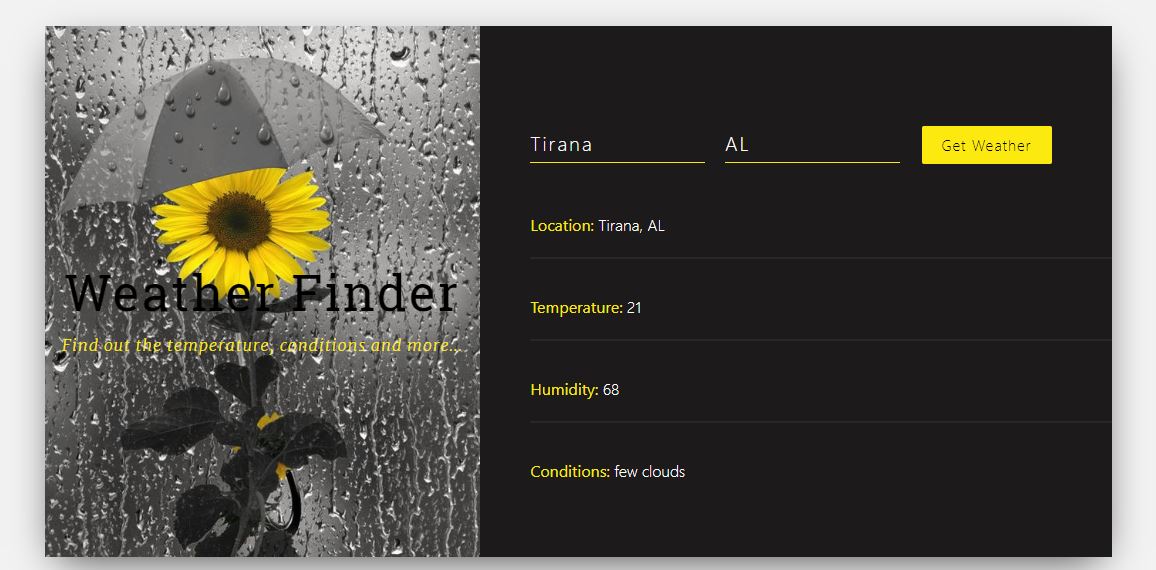 Weather Finder
Find out the temperature, conditions and more...
Tirana
AL
Get Weather
Location: Tirana, AL
Temperature: 21
Humidity: 68
Conditions: few clouds